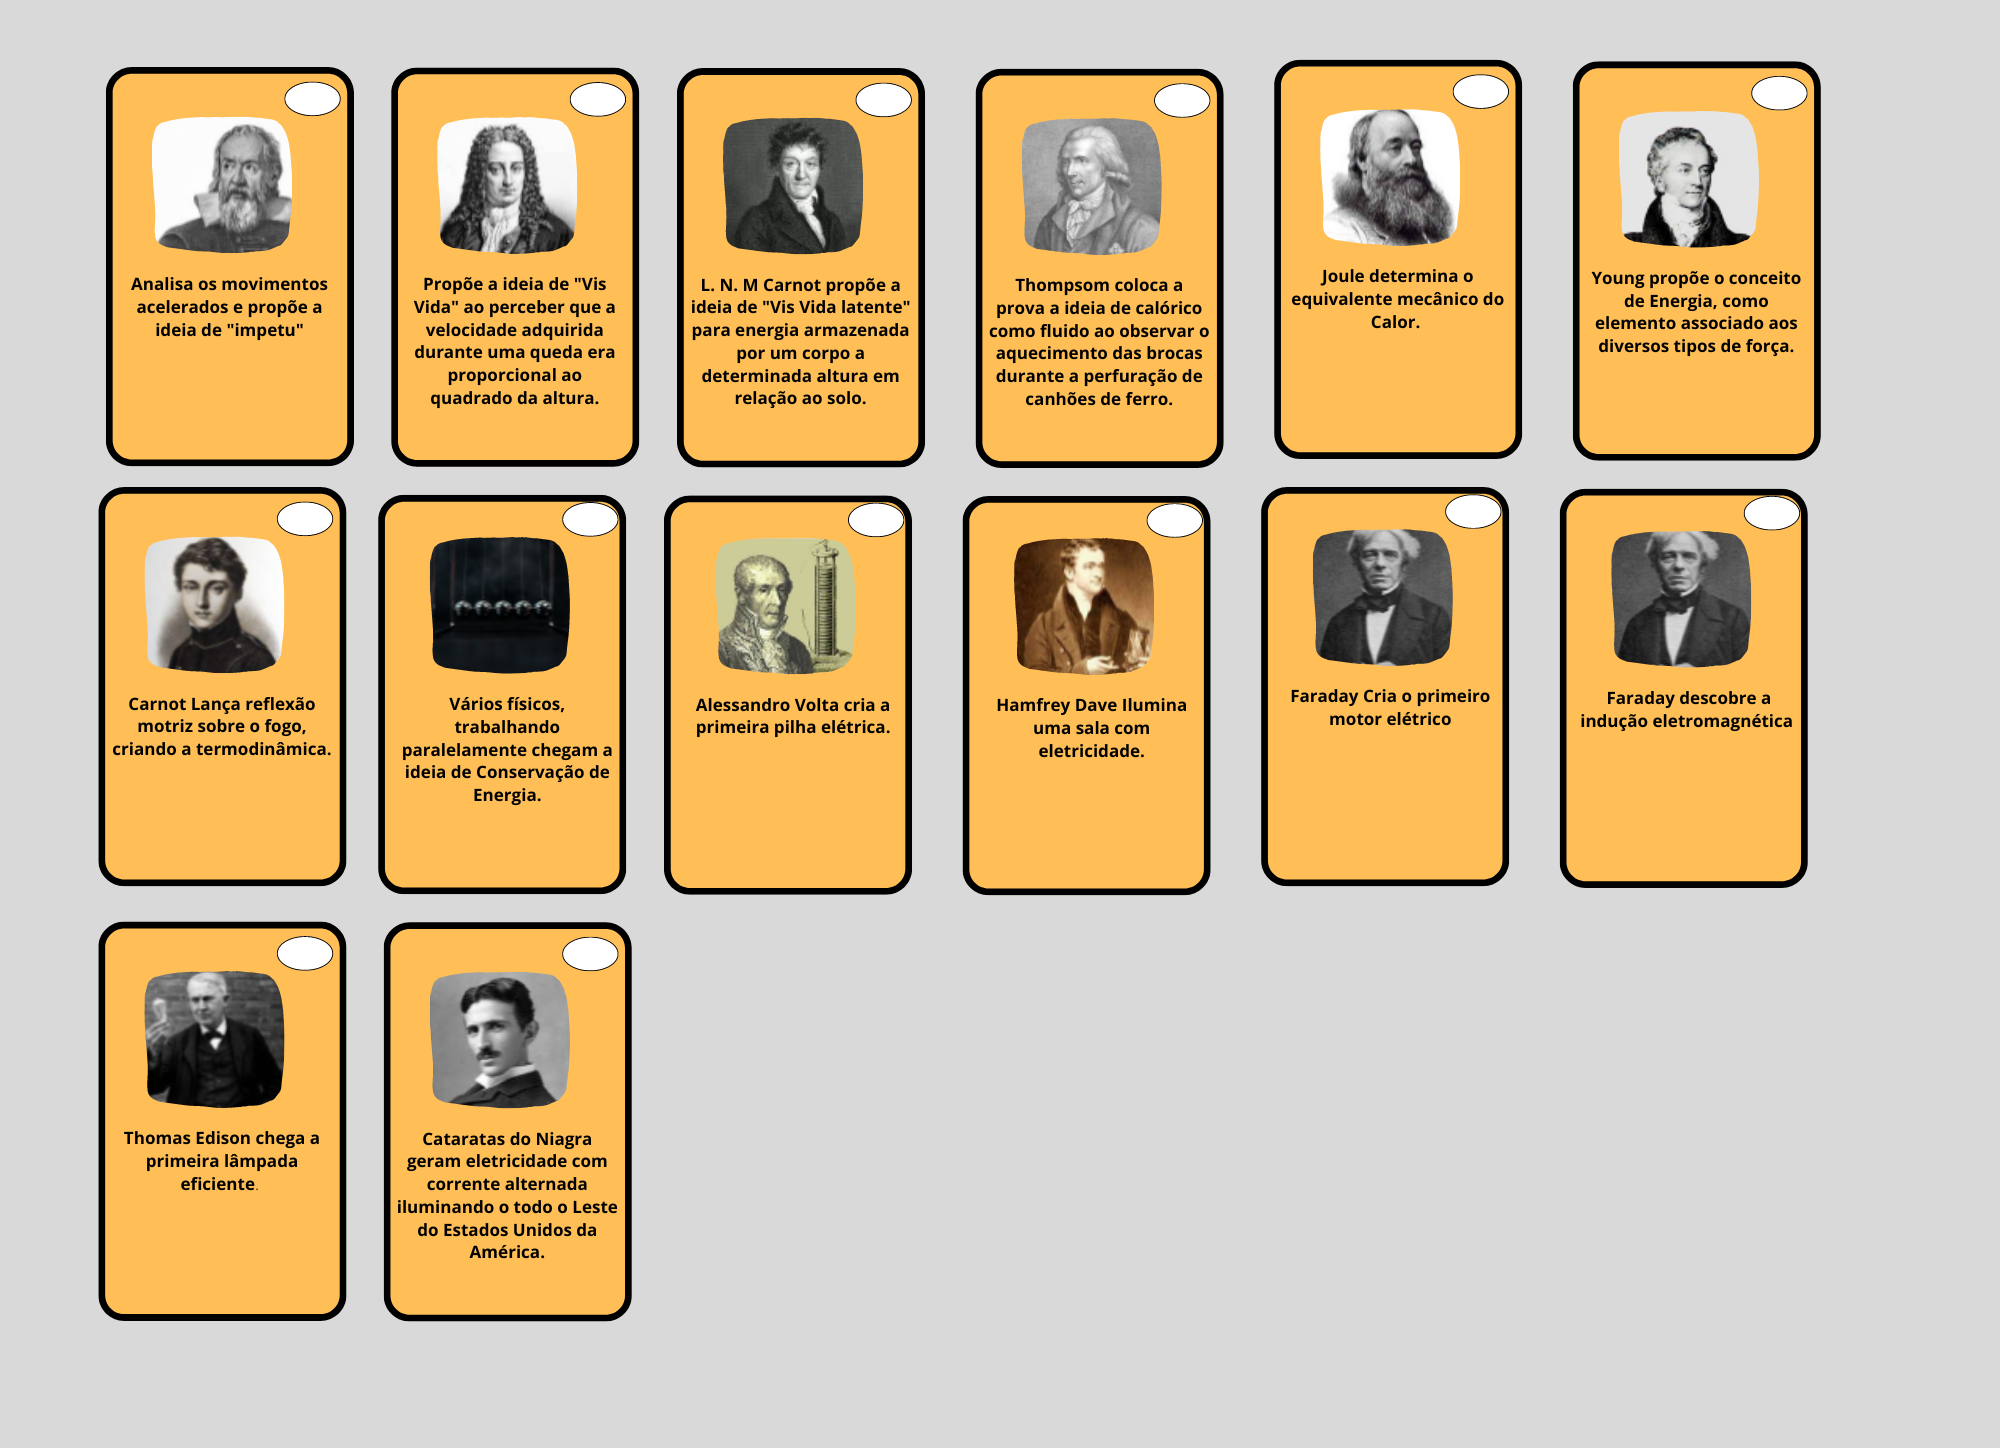 Analisa os movimentos
acelerados e propõe a
ideia de "impetu"
Propõe a ideia de "Vis
Vida" ao perceber que a
velocidade adquirida
durante uma queda era
proporcional ao
quadrado da altura.
L. N. M Carnot propõe a
ideia de "Vis Vida latente"
para energia armazenada
por um corpo a
determinada altura em
relação ao solo.
Thompsom coloca a
prova a ideia de calórico
como fluido ao observar o
aquecimento das brocas
durante a perfuração de
canhões de ferro.
Joule determina o
equivalente mecânico do
Calor.
Young propõe o conceito
de Energia, como
elemento associado aos
diversos tipos de força.
Carnot Lança reflexão
motriz sobre o fogo,
criando a termodinâmica.
Vários físicos,
trabalhando
paralelamente chegam a
ideia de Conservação de
Energia.
Alessandro Volta cria a
primeira pilha elétrica.
Hamfrey Dave Ilumina
uma sala com
eletricidade.
Faraday Cria o primeiro
motor elétrico
Faraday descobre a
indução eletromagnética
Thomas Edison chega a
primeira lâmpada
eficiente.
Cataratas do Niagra
geram eletricidade com
corrente alternada
iluminando o todo o Leste
do Estados Unidos da
América.